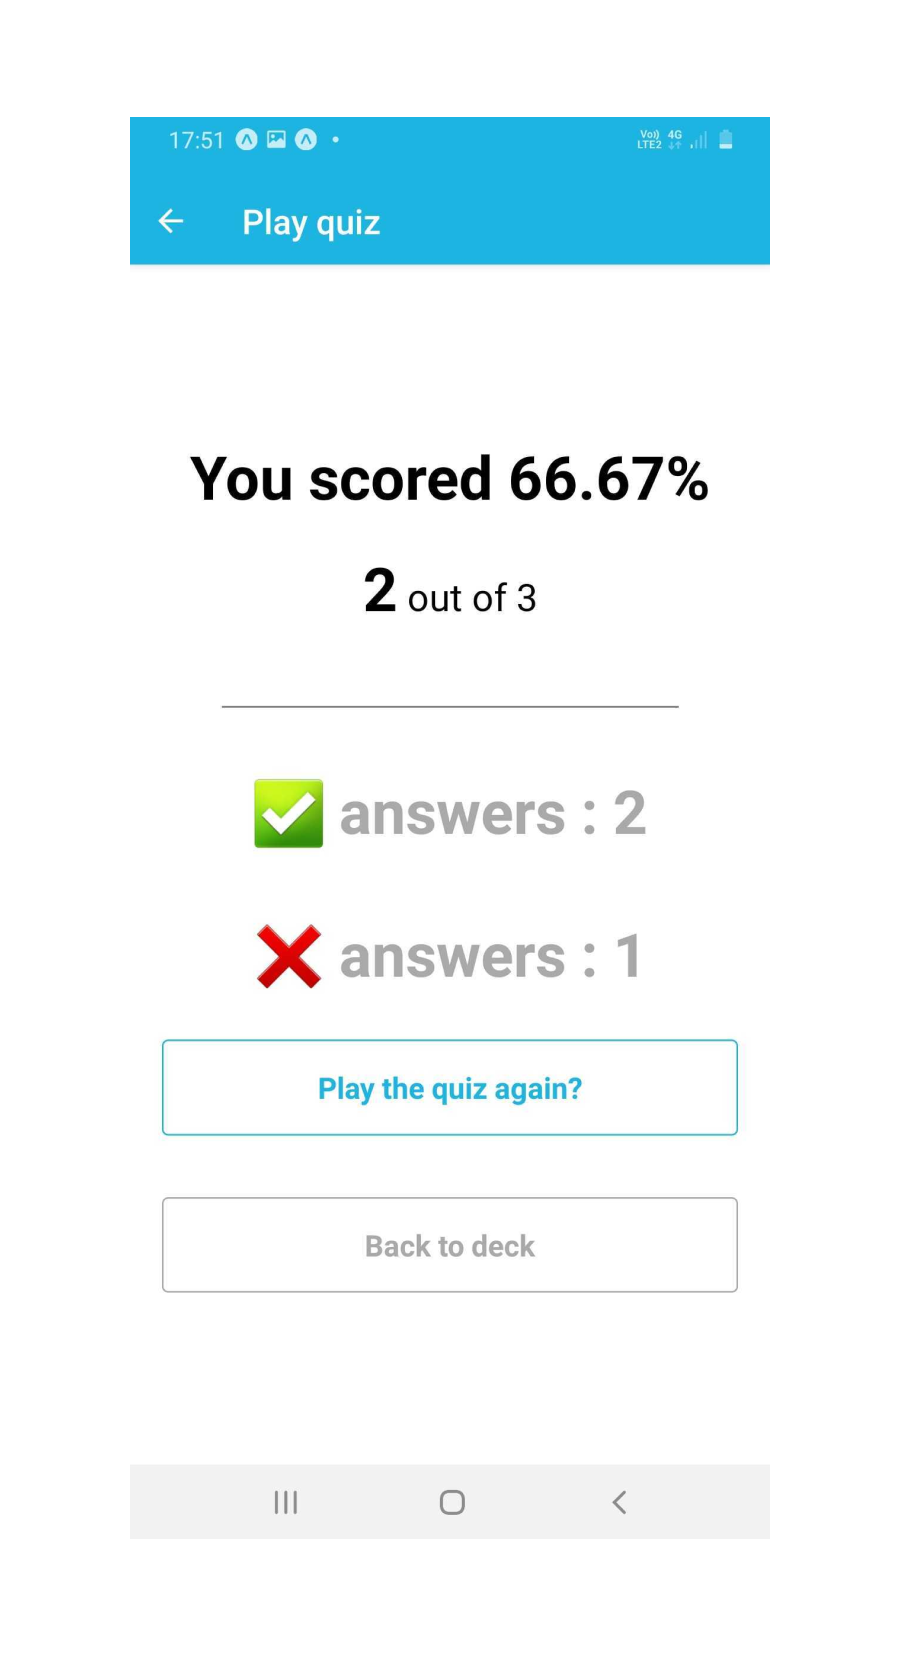 17:51 Vo)) 4G
LTE2
Play quiz
You scored 66.67%
2 out of 3
answers : 2
answers : 1
Play the quiz again?
Back to deck